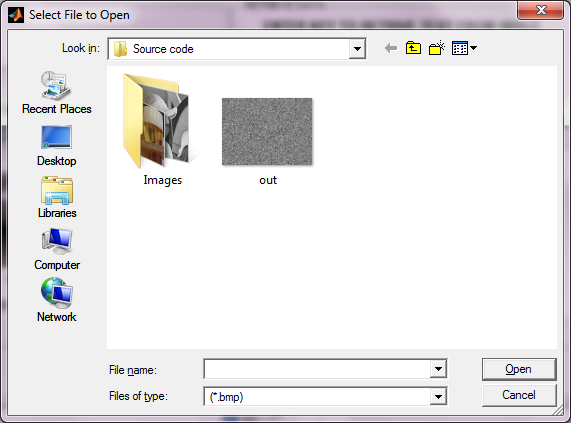 Select File to Open
Look in:
Source code
Recent Places
Desktop
Libraries
Computer
Network
Images
out
File name:
Open
Files of type:
(*.bmp)
Cancel